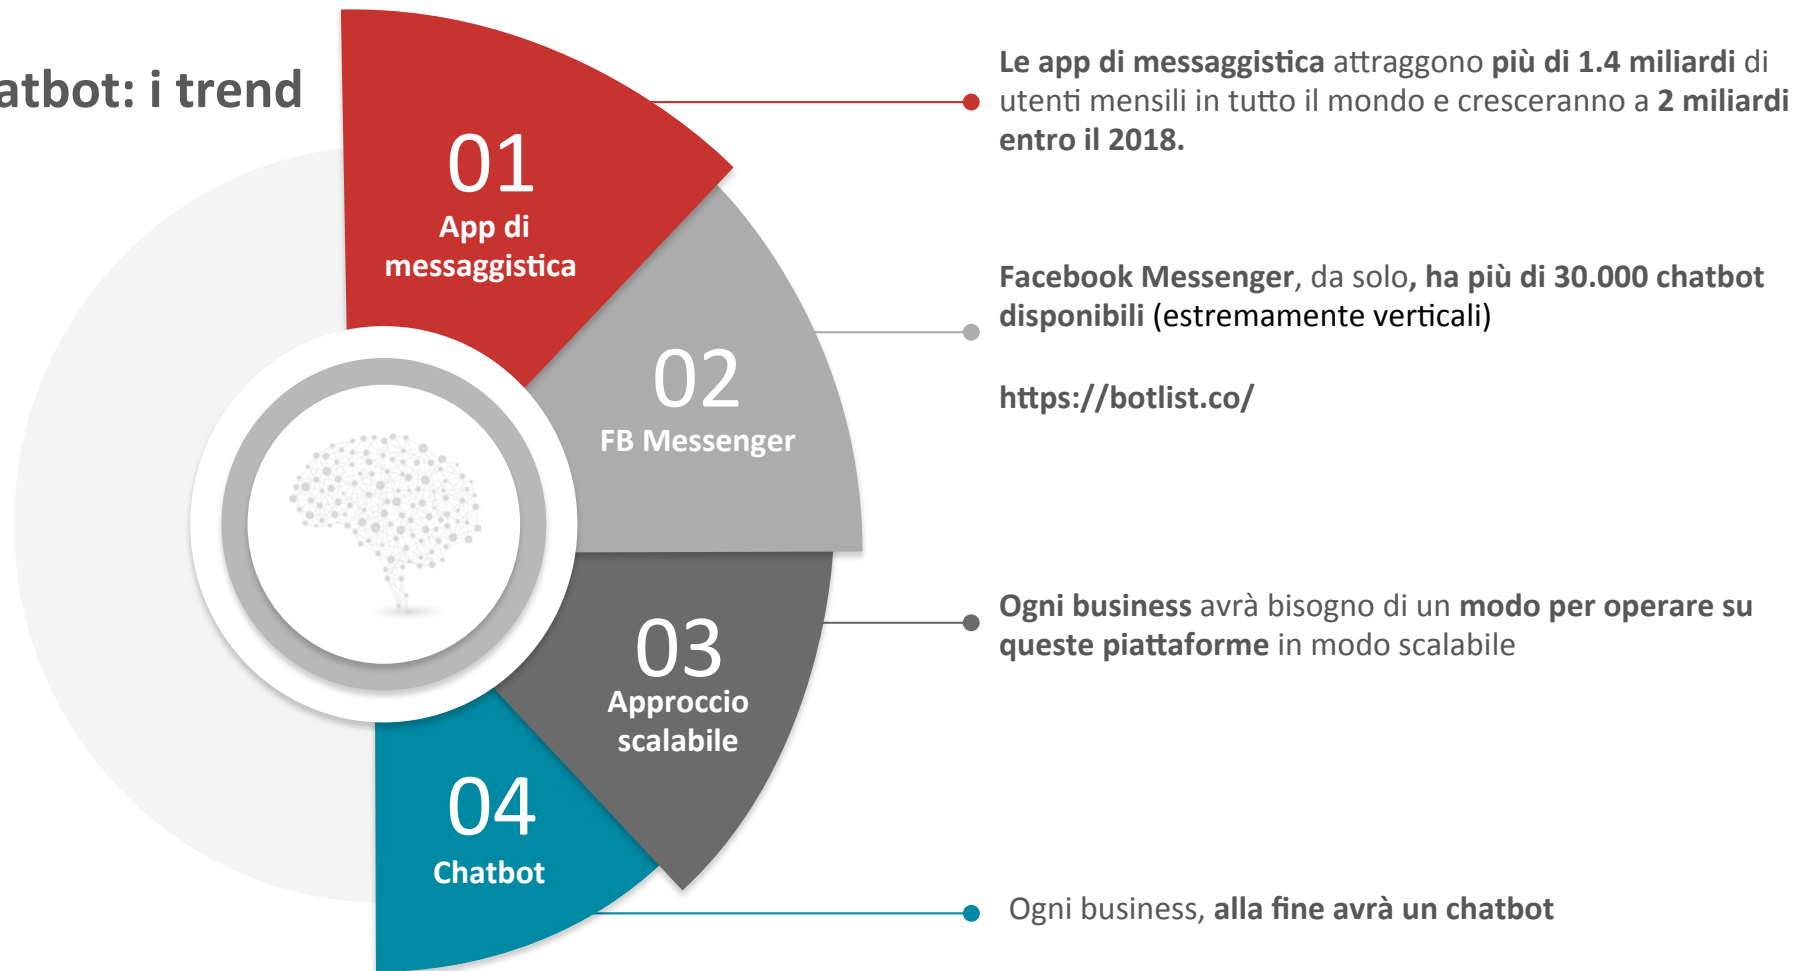 atbot: i trend
01
App di
messaggistica
Le app di messaggistica attraggono più di 1.4 miliardi di
utenti mensili in tutto il mondo e cresceranno a 2 miliardi
entro il 2018.
02
FB Messenger
Facebook Messenger, da solo, ha più di 30.000 chatbot
disponibili (estremamente verticali)
https://botlist.co/
03
Approccio
scalabile
Ogni business avrà bisogno di un modo per operare su
queste piattaforme in modo scalabile
04
Chatbot
Ogni business, alla fine avrà un chatbot